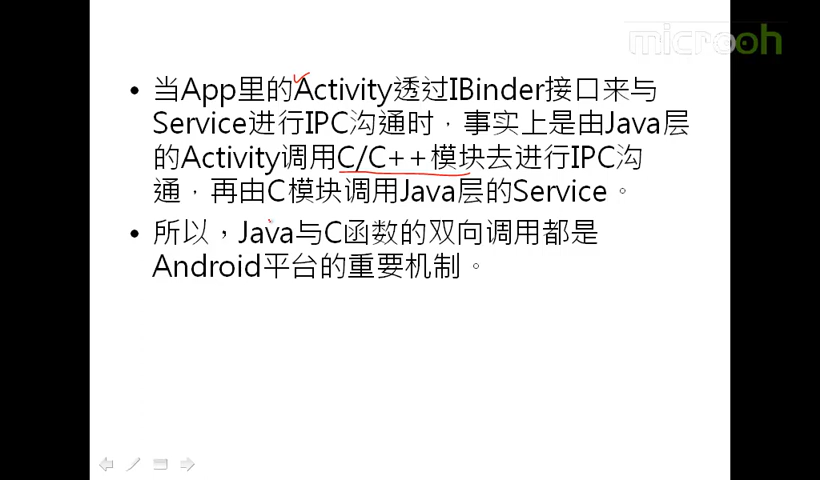 microoh
• 当App里的Activity透过IBinder接口来与
Service进行IPC沟通时，事实上是由Java层
的Activity调用C/C++模块去进行IPC沟
通，再由C模块调用Java层的Service。
• 所以，Java与C函数的双向调用都是
Android平台的重要机制。